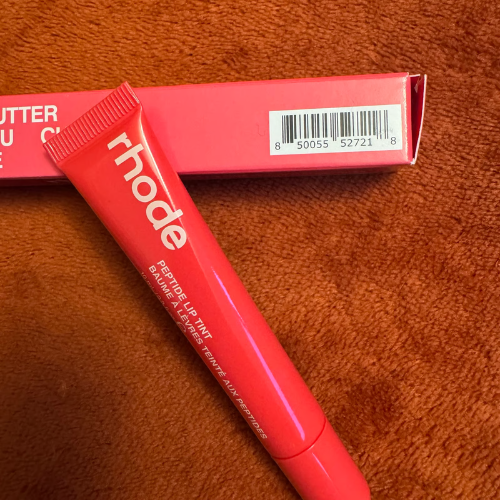 UTTER
U
E
8 50055 52721 8
rhode
PEPTIDE LIP TINT
BAUME À LÈVRES TEINTÉ AUX PEPTIDES